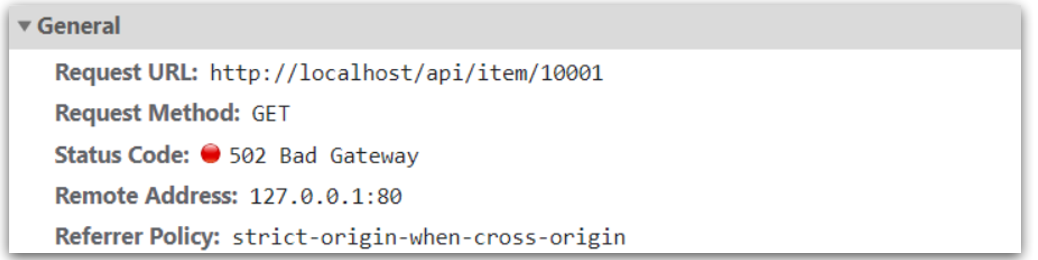 General
Request URL: http://localhost/api/item/10001
Request Method: GET
Status Code: 502 Bad Gateway
Remote Address: 127.0.0.1:80
Referrer Policy: strict-origin-when-cross-origin